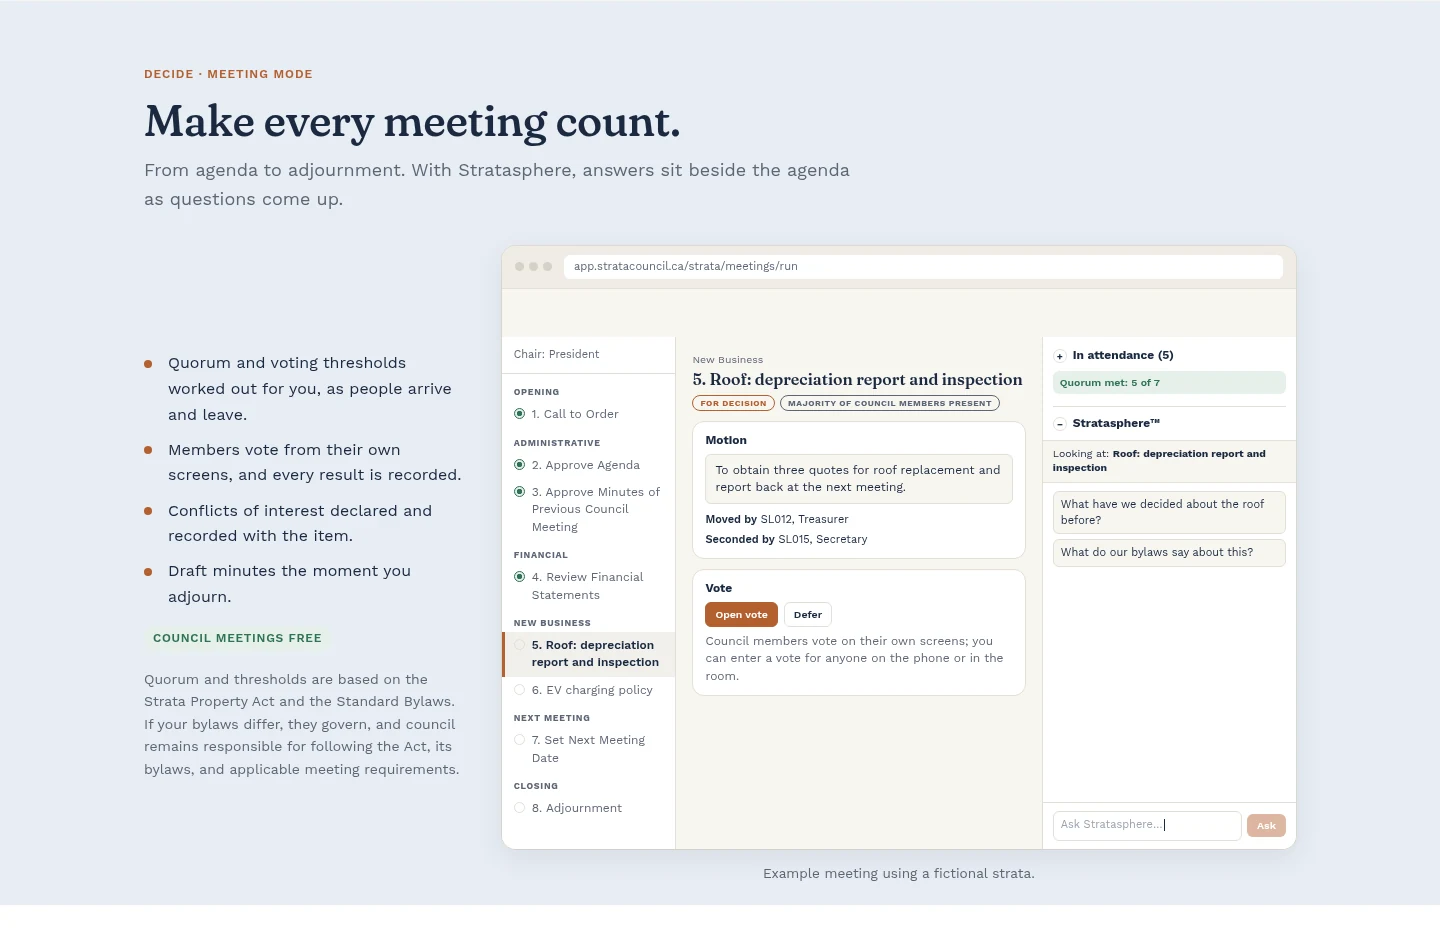 DECIDE · MEETING MODE
Make every meeting count.
From agenda to adjournment. With Stratasphere, answers sit beside the agenda
as questions come up.
Quorum and voting thresholds
worked out for you, as people arrive
and leave.
Members vote from their own
screens, and every result is recorded.
Conflicts of interest declared and
recorded with the item.
Draft minutes the moment you
adjourn.
COUNCIL MEETINGS FREE
Quorum and thresholds are based on the
Strata Property Act and the Standard Bylaws.
If your bylaws differ, they govern, and council
remains responsible for following the Act, its
bylaws, and applicable meeting requirements.
app.stratacouncil.ca/strata/meetings/run
Chair: President
OPENING
1. Call to Order
ADMINISTRATIVE
2. Approve Agenda
3. Approve Minutes of
Previous Council
Meeting
FINANCIAL
4. Review Financial
Statements
NEW BUSINESS
5. Roof: depreciation
report and inspection
6. EV charging policy
NEXT MEETING
7. Set Next Meeting
Date
CLOSING
8. Adjournment
New Business
5. Roof: depreciation report and inspection
FOR DECISION
MAJORITY OF COUNCIL MEMBERS PRESENT
Motion
To obtain three quotes for roof replacement and
report back at the next meeting.
Moved by SL012, Treasurer
Seconded by SL015, Secretary
Vote
Open vote
Defer
Council members vote on their own screens; you
can enter a vote for anyone on the phone or in the
room.
In attendance (5)
Quorum met: 5 of 7
Stratasphere™
Looking at: Roof: depreciation report and
inspection
What have we decided about the roof
before?
What do our bylaws say about this?
Ask Stratasphere...
Ask
Example meeting using a fictional strata.